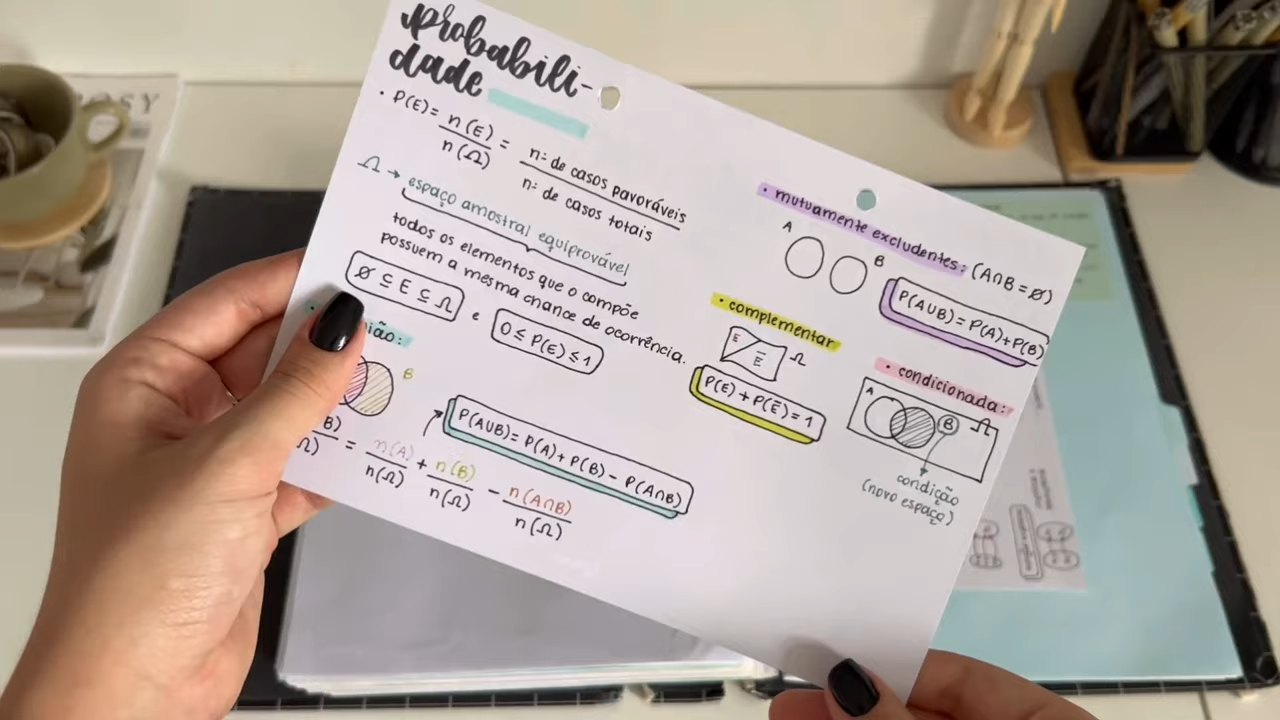 probabili-
dade
• P(E) = n(E) / n(Ω) = nº de casos favoráveis / nº de casos totais
Ω → espaço amostral equiprovável
todos os elementos que o compõe
possuem a mesma chance de ocorrência.
Ø ⊆ E ⊆ Ω e 0 ≤ P(E) ≤ 1
B
P(A∪B) = P(A) + P(B) - P(A∩B)
B) / (Ω) = n(A) / n(Ω) + n(B) / n(Ω) - n(A∩B) / n(Ω)
• mutuamente excludentes: (A∩B = Ø)
A B
P(A∪B) = P(A) + P(B)
• complementar
E Ē Ω
P(E) + P(Ē) = 1
• condicionada:
A B Ω
condição
(novo espaço)